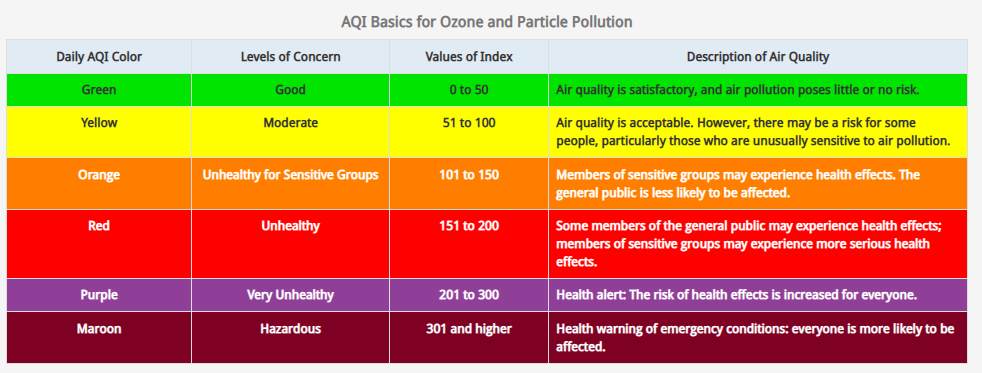 AQI Basics for Ozone and Particle Pollution
Daily AQI Color Levels of Concern Values of Index Description of Air Quality
Green Good 0 to 50 Air quality is satisfactory, and air pollution poses little or no risk.
Yellow Moderate 51 to 100 Air quality is acceptable. However, there may be a risk for some
people, particularly those who are unusually sensitive to air pollution.
Orange Unhealthy for Sensitive Groups 101 to 150 Members of sensitive groups may experience health effects. The
general public is less likely to be affected.
Red Unhealthy 151 to 200 Some members of the general public may experience health effects;
members of sensitive groups may experience more serious health
effects.
Purple Very Unhealthy 201 to 300 Health alert: The risk of health effects is increased for everyone.
Maroon Hazardous 301 and higher Health warning of emergency conditions: everyone is more likely to be
affected.